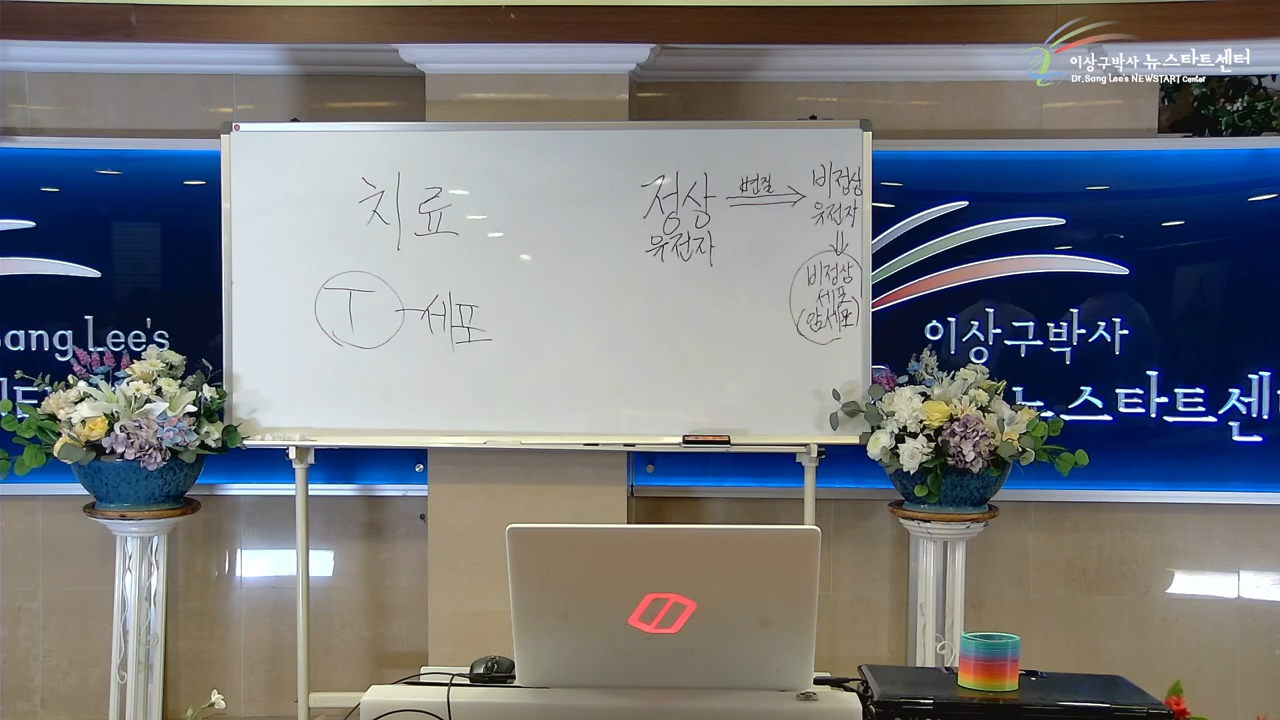 이상구박사 뉴스타트센터
Dr.Sang Lee's NEWSTART Center
치료
T-세포
정상
유전자
변질
비정상
유전자
비정상
세포
(암세포)
Sang Lee's
이상구박사
뉴스타트센